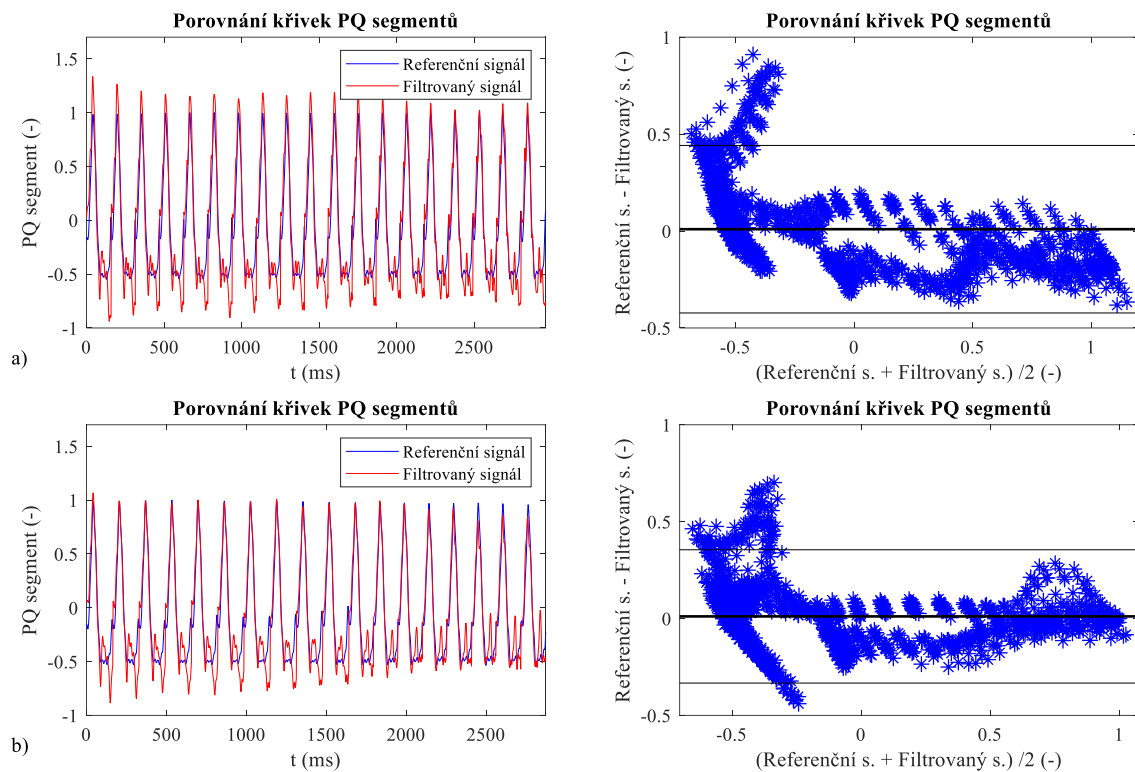 Porovnání křivek PQ segmentů
1.5
1
0.5
0
-0.5
-1
PQ segment (-)
Referenční signál
Filtrovaný signál
0 500 1000 1500 2000 2500
t (ms)
a)
Porovnání křivek PQ segmentů
1
0.5
0
-0.5
Referenční s. - Filtrovaný s. (-)
-0.5 0 0.5 1
(Referenční s. + Filtrovaný s.) /2 (-)
Porovnání křivek PQ segmentů
1.5
1
0.5
0
-0.5
-1
PQ segment (-)
Referenční signál
Filtrovaný signál
0 500 1000 1500 2000 2500
t (ms)
b)
Porovnání křivek PQ segmentů
1
0.5
0
-0.5
Referenční s. - Filtrovaný s. (-)
-0.5 0 0.5 1
(Referenční s. + Filtrovaný s.) /2 (-)